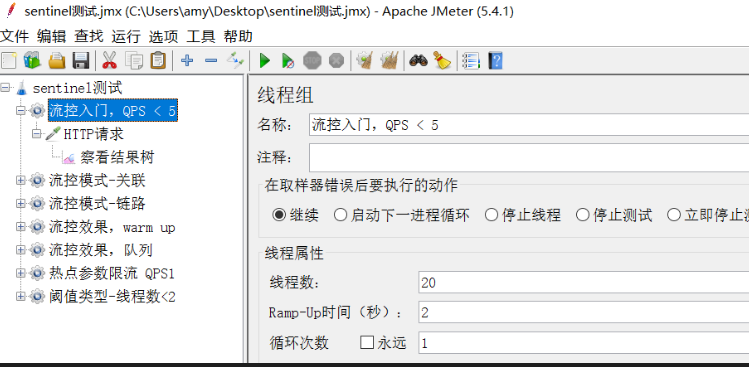 sentinel测试.jmx (C:\Users\amy\Desktop\sentinel测试.jmx) - Apache JMeter (5.4.1)
文件 编辑 查找 运行 选项 工具 帮助
sentinel测试
流控入门，QPS < 5
HTTP请求
察看结果树
流控模式-关联
流控模式-链路
流控效果，warm up
流控效果，队列
热点参数限流 QPS1
阈值类型-线程数<2
线程组
名称： 流控入门，QPS < 5
注释：
在取样器错误后要执行的动作
继续 启动下一进程循环 停止线程 停止测试 立即停止
线程属性
线程数： 20
Ramp-Up时间（秒）： 2
循环次数 永远 1